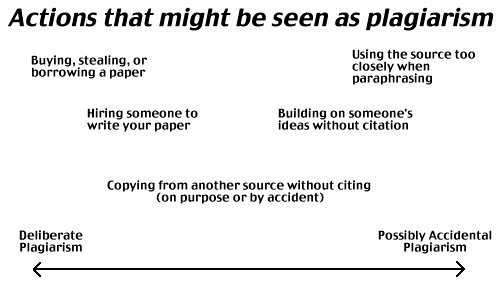 Actions that might be seen as plagiarism
Buying, stealing, or
borrowing a paper
Using the source too
closely when
paraphrasing
Hiring someone to
write your paper
Building on someone's
ideas without citation
Copying from another source without citing
(on purpose or by accident)
Deliberate
Plagiarism
Possibly Accidental
Plagiarism